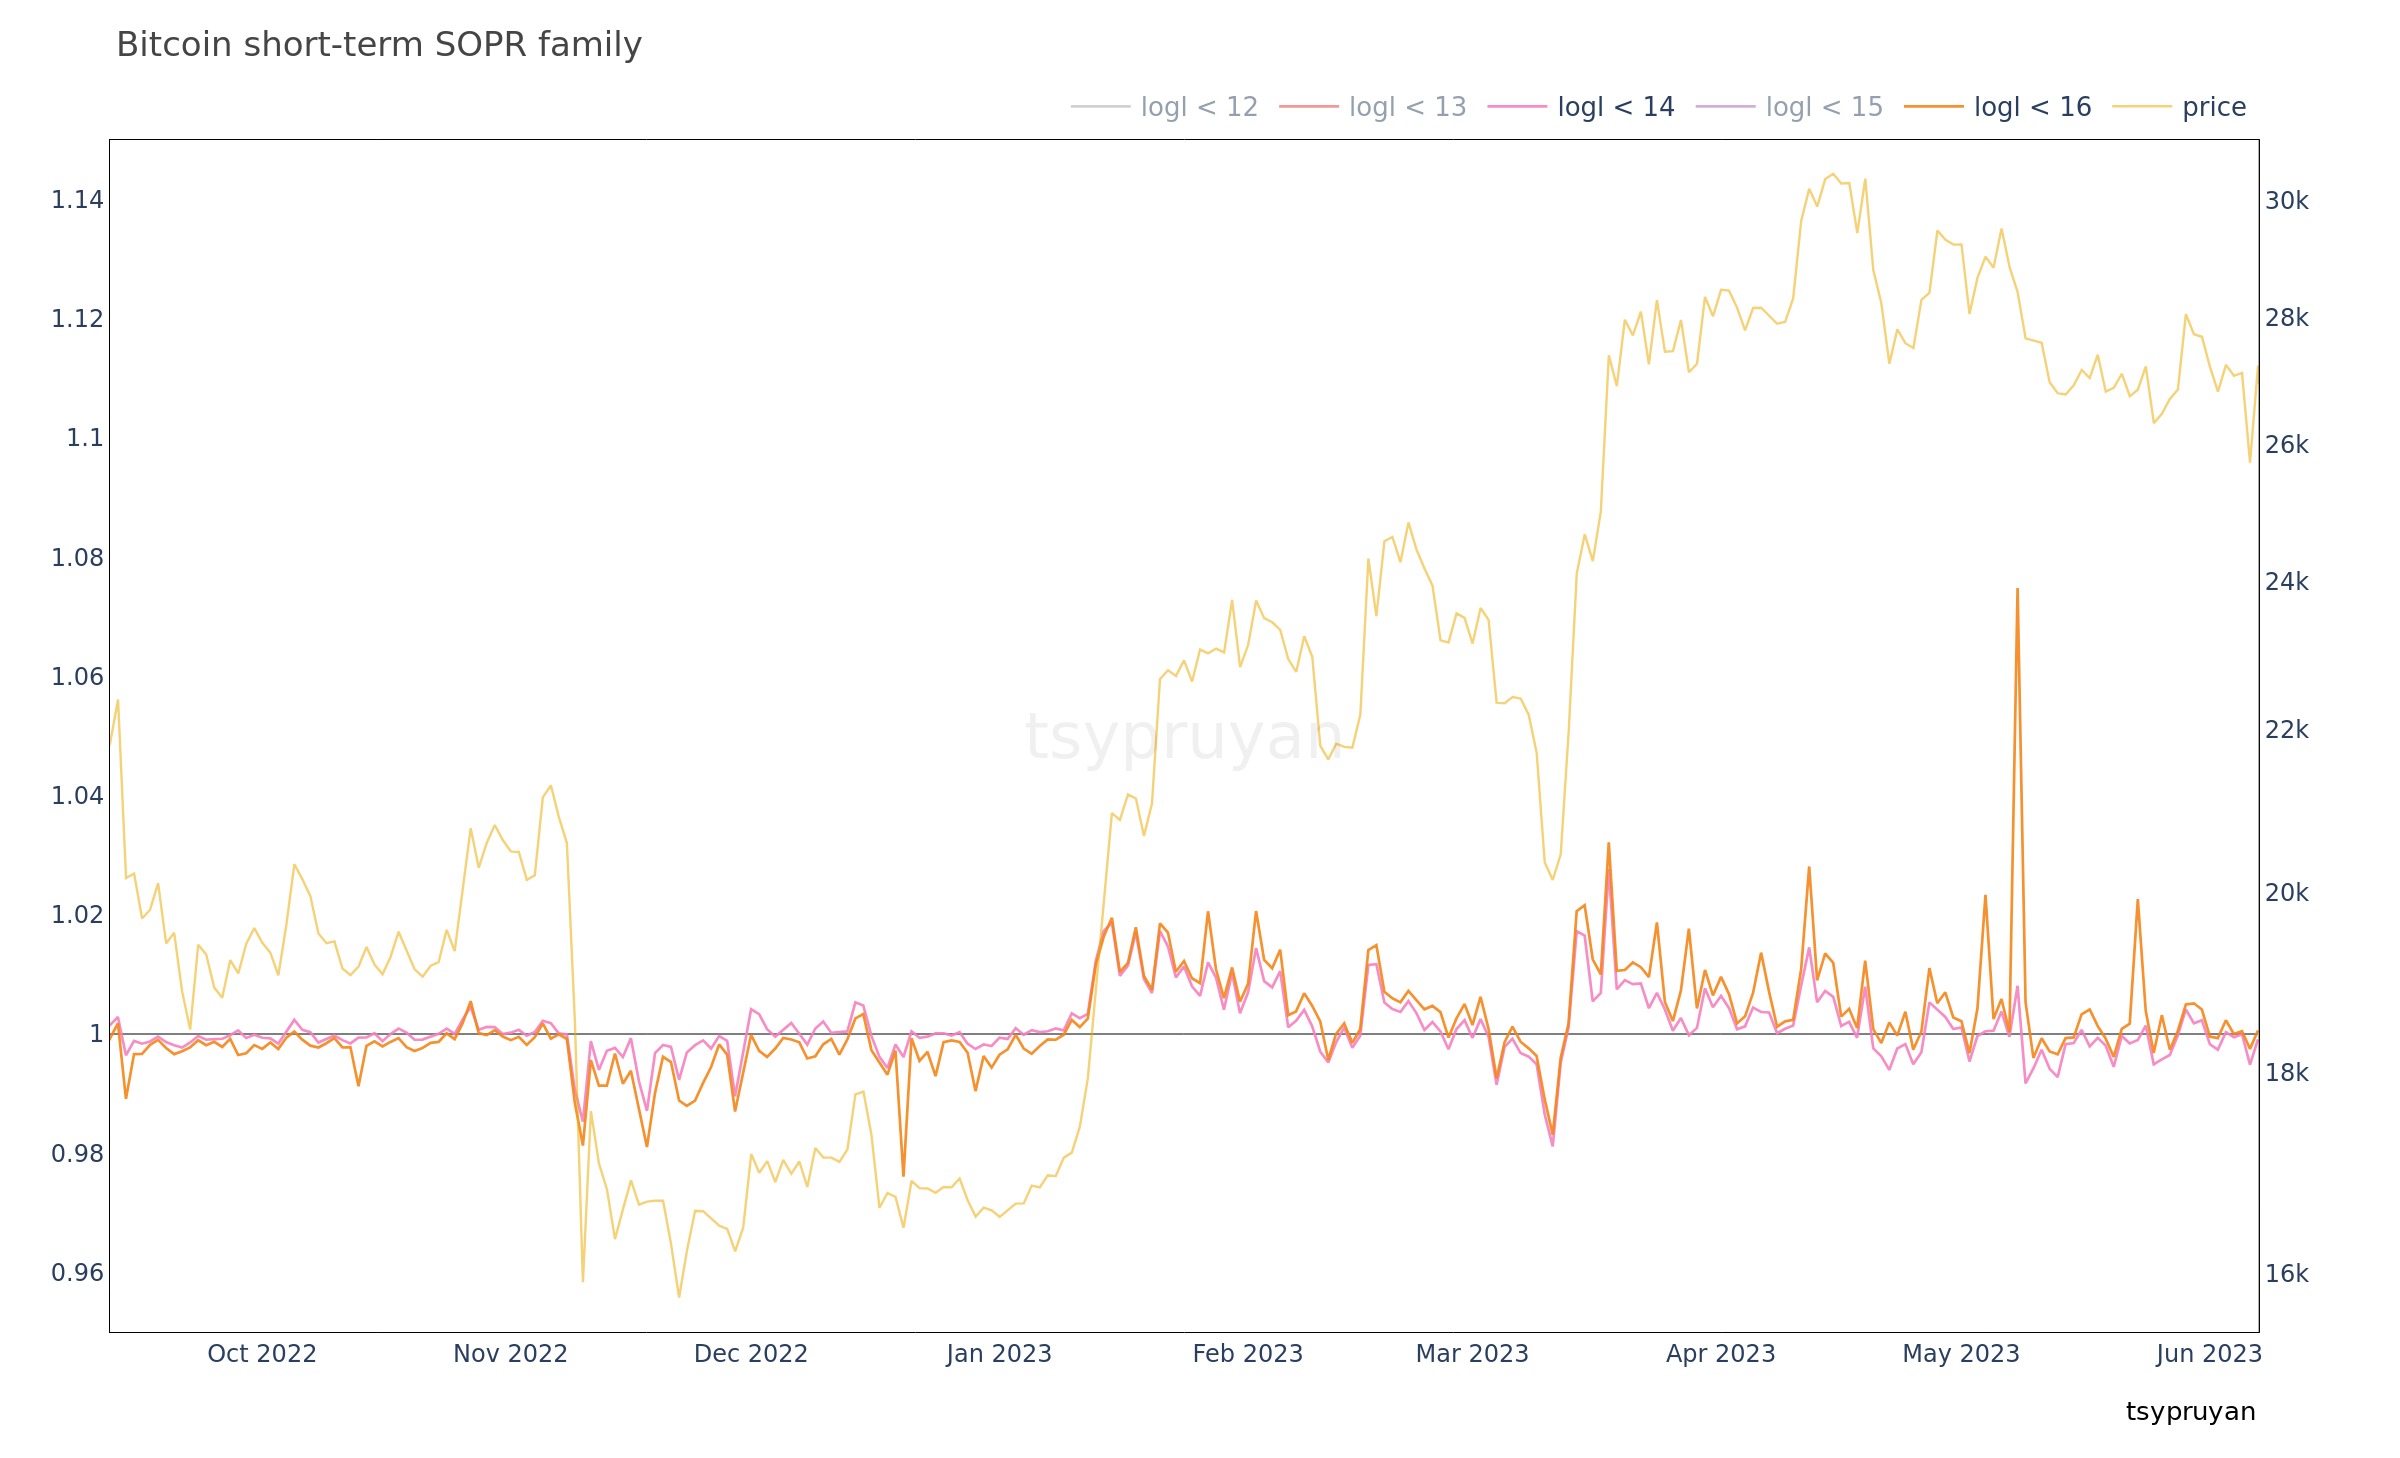 Bitcoin short-term SOPR family
logl < 12 logl < 13 logl < 14 logl < 15 logl < 16 price
1.14 30k
1.12 28k
1.1 26k
1.08 24k
1.06
tsypruyan
22k
1.04
1.02 20k
1 18k
0.98
0.96 16k
Oct 2022 Nov 2022 Dec 2022 Jan 2023 Feb 2023 Mar 2023 Apr 2023 May 2023 Jun 2023
tsypruyan